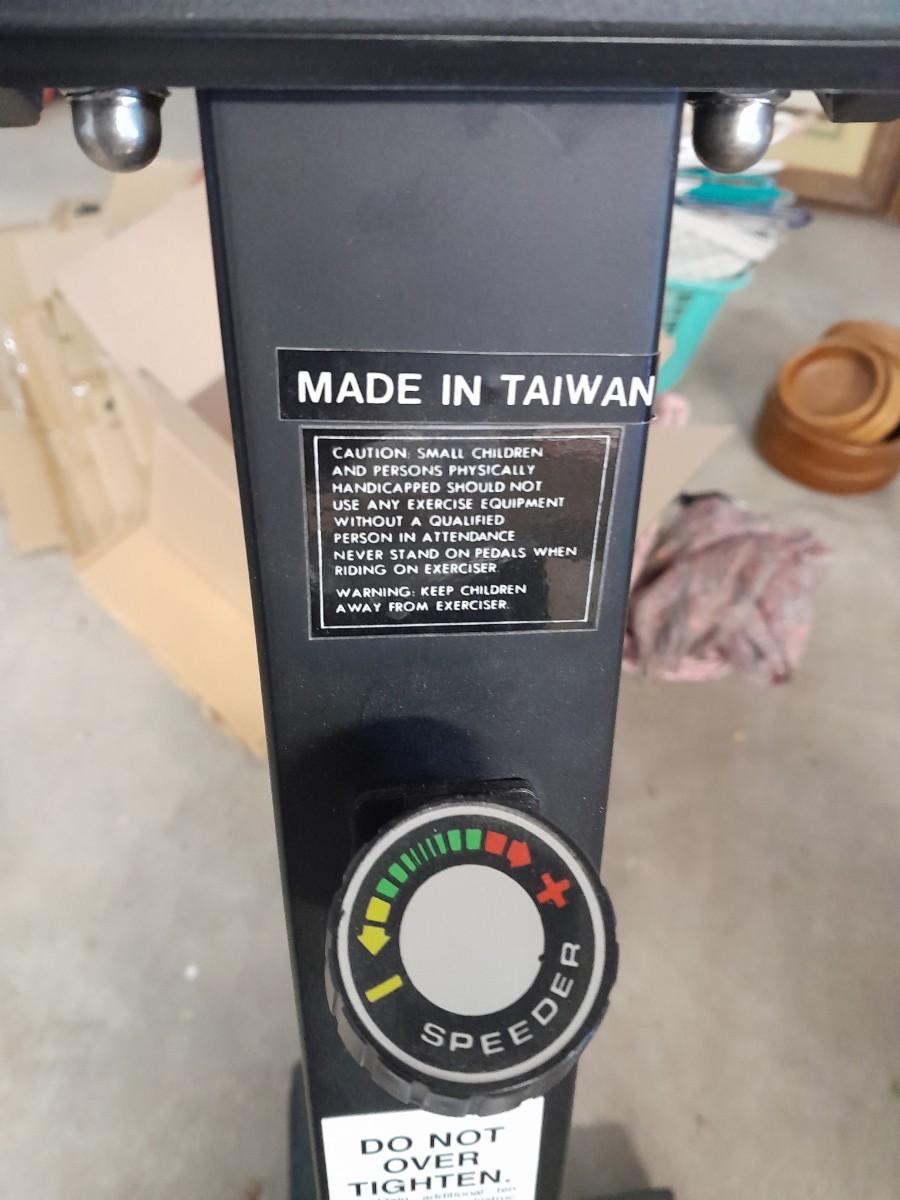 MADE IN TAIWAN
CAUTION: SMALL CHILDREN
AND PERSONS PHYSICALLY
HANDICAPPED SHOULD NOT
USE ANY EXERCISE EQUIPMENT
WITHOUT A QUALIFIED
PERSON IN ATTENDANCE
NEVER STAND ON PEDALS WHEN
RIDING ON EXERCISER.
WARNING: KEEP CHILDREN
AWAY FROM EXERCISER.
+
–
SPEEDER
DO NOT
OVER
TIGHTEN.
additional